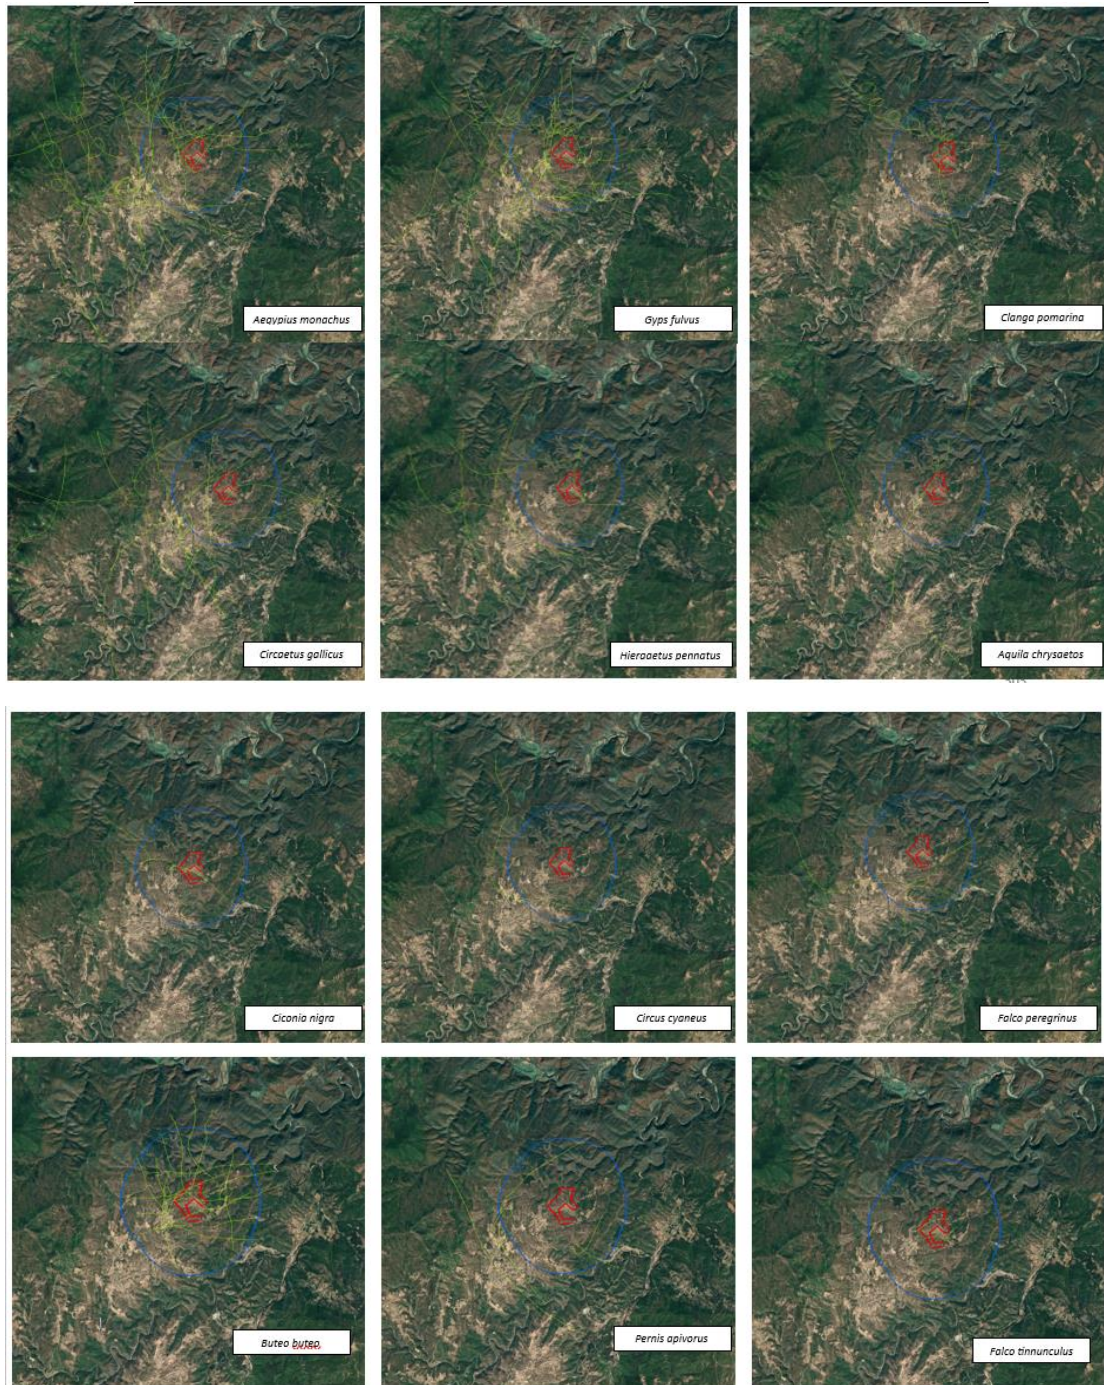 Aegypius monachus
Gyps fulvus
Clanga pomarina
Circaetus gallicus
Hieraaetus pennatus
Aquila chrysaetos
Ciconia nigra
Circus cyaneus
Falco peregrinus
Buteo buteo
Pernis apivorus
Falco tinnunculus